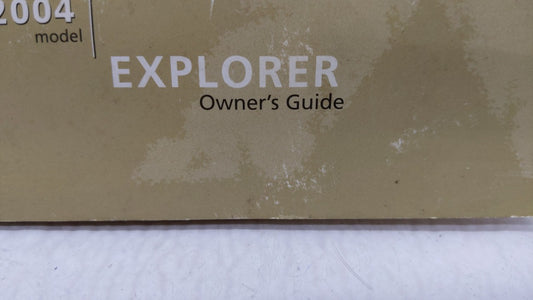 2004
model
EXPLORER
Owner's Guide